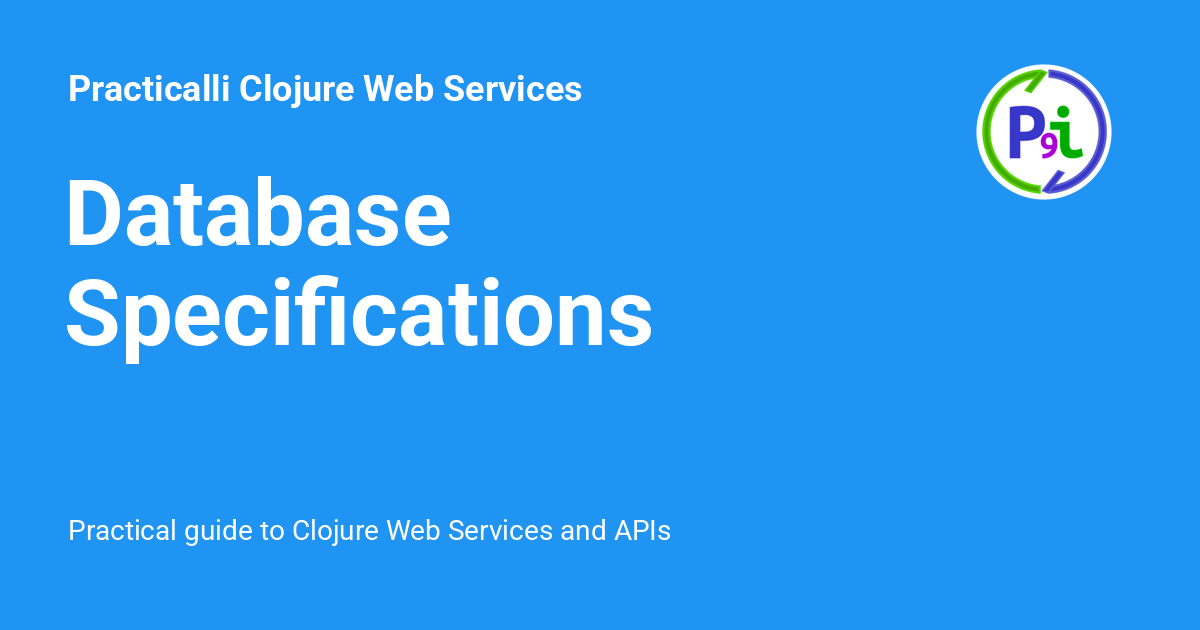 Practicalli Clojure Web Services
P9i
Database
Specifications
Practical guide to Clojure Web Services and APIs